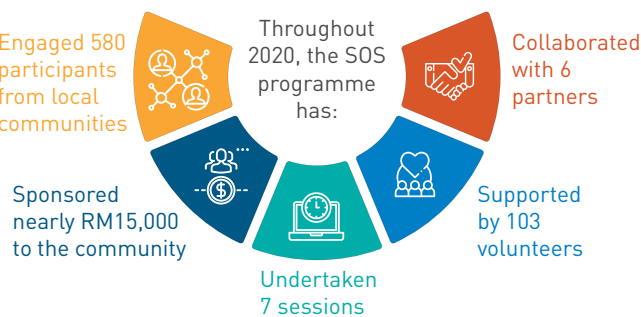 Throughout
2020, the SOS
programme
has:
Engaged 580
participants
from local
communities
Sponsored
nearly RM15,000
to the community
Undertaken
7 sessions
Supported
by 103
volunteers
Collaborated
with 6
partners